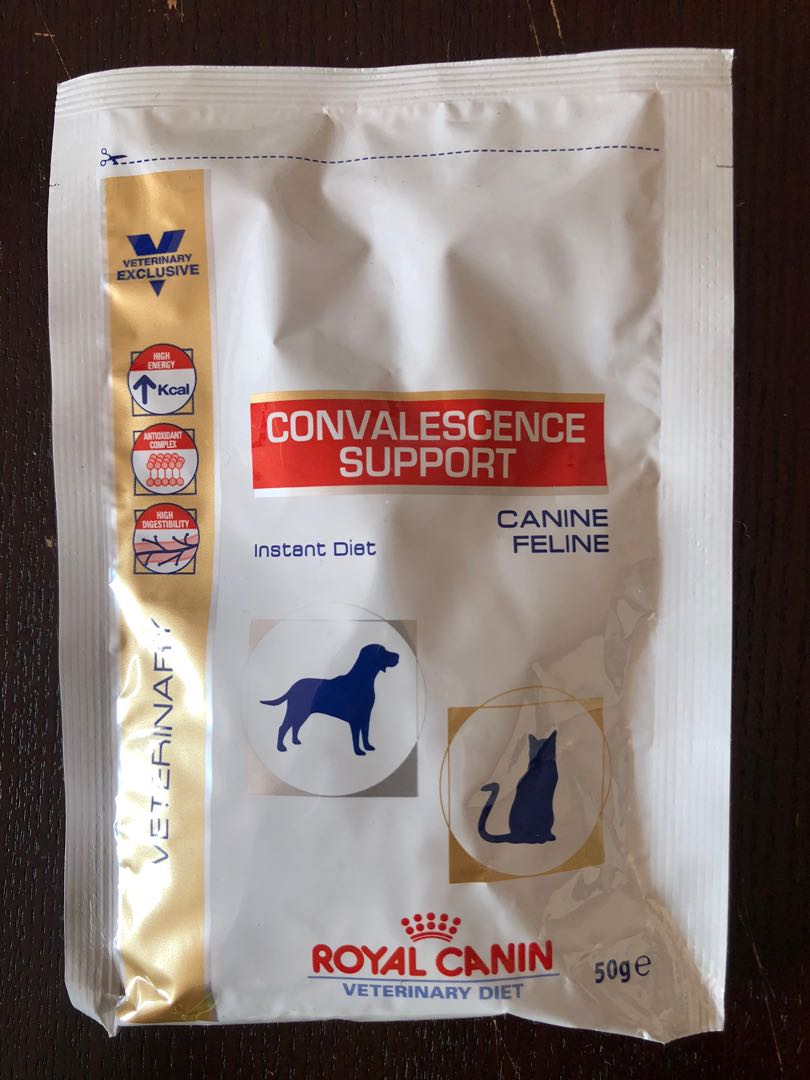 VETERINARY
EXCLUSIVE
HIGH
ENERGY
Kcal
ANTIOXIDANT
COMPLEX
HIGH
DIGESTIBILITY
VETERINARY
CONVALESCENCE
SUPPORT
CANINE
FELINE
Instant Diet
ROYAL CANIN
VETERINARY DIET
50g℮